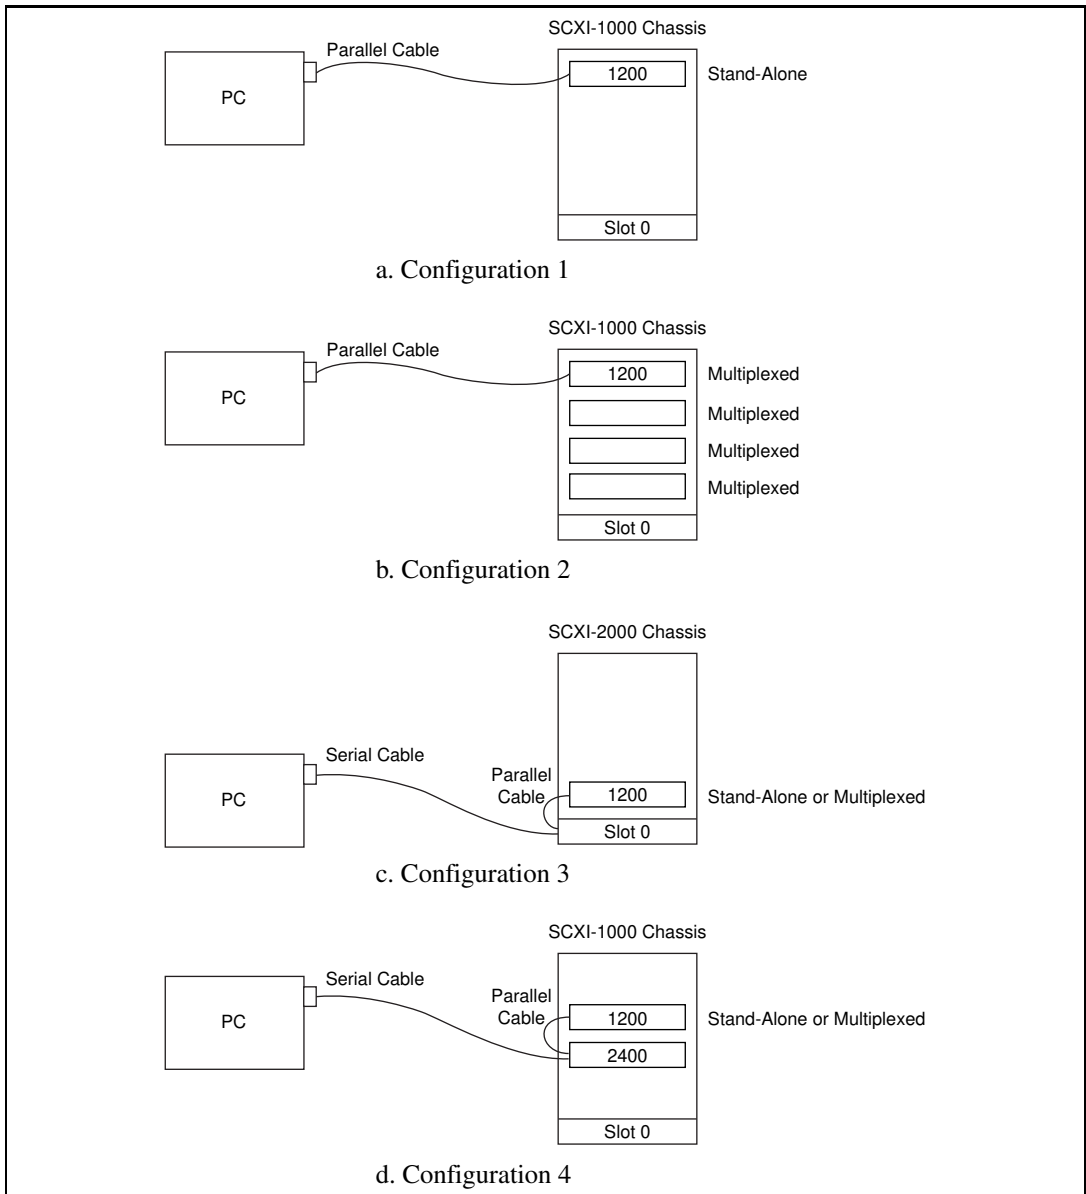 SCXI-1000 Chassis
Parallel Cable
PC
1200
Stand-Alone
Slot 0
a. Configuration 1
SCXI-1000 Chassis
Parallel Cable
PC
1200
Multiplexed
Multiplexed
Multiplexed
Multiplexed
Slot 0
b. Configuration 2
SCXI-2000 Chassis
Serial Cable
PC
Parallel
Cable
1200
Stand-Alone or Multiplexed
Slot 0
c. Configuration 3
SCXI-1000 Chassis
Serial Cable
PC
Parallel
Cable
1200
Stand-Alone or Multiplexed
2400
Slot 0
d. Configuration 4